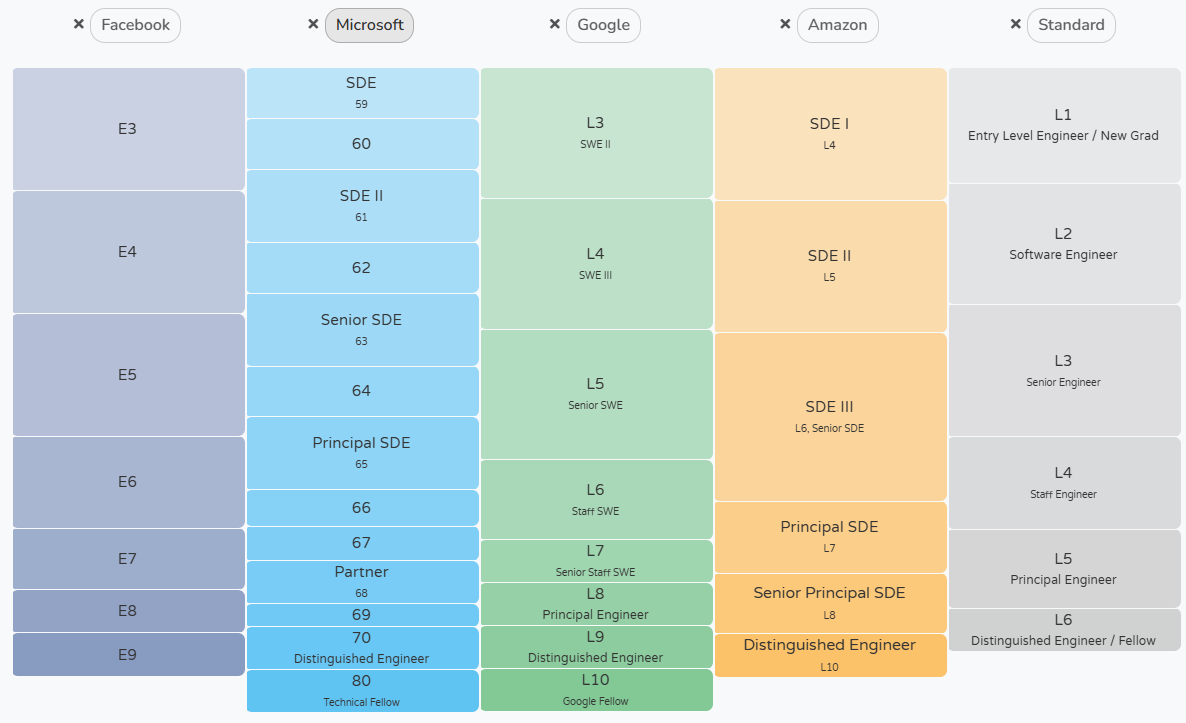 × Facebook
× Microsoft
× Google
× Amazon
× Standard
E3
E4
E5
E6
E7
E8
E9
SDE
59
60
SDE II
61
62
Senior SDE
63
64
Principal SDE
65
66
67
Partner
68
69
70
Distinguished Engineer
80
Technical Fellow
L3
SWE II
L4
SWE III
L5
Senior SWE
L6
Staff SWE
L7
Senior Staff SWE
L8
Principal Engineer
L9
Distinguished Engineer
L10
Google Fellow
SDE I
L4
SDE II
L5
SDE III
L6, Senior SDE
Principal SDE
L7
Senior Principal SDE
L8
Distinguished Engineer
L10
L1
Entry Level Engineer / New Grad
L2
Software Engineer
L3
Senior Engineer
L4
Staff Engineer
L5
Principal Engineer
L6
Distinguished Engineer / Fellow